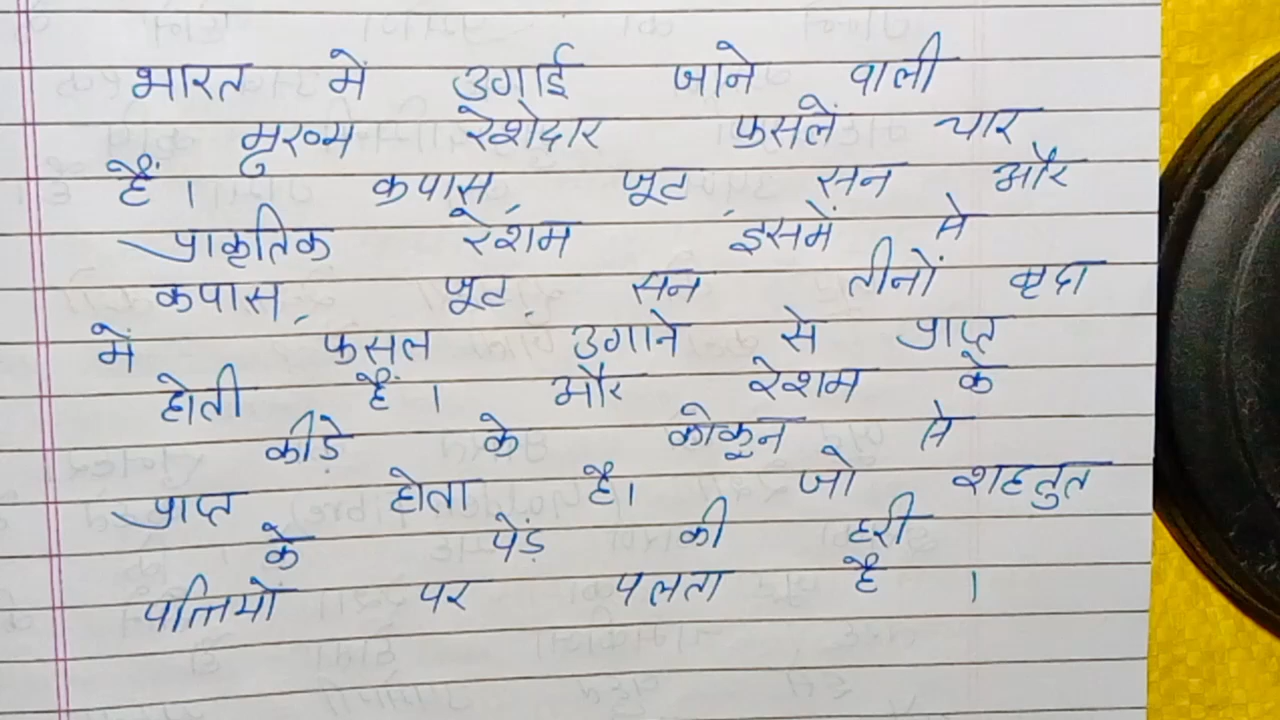 भारत में उगाई जाने वाली
मुख्य रेशेदार फसलें चार
हैं। कपास, जूट, सन और
प्राकृतिक रेशम इसमें से
कपास, जूट, सन तीनों मृदा
में फसल उगाने से प्राप्त
होती हैं। और रेशम के
कीड़े के कोकून से
प्राप्त होता है। जो शहतुत
के पेंड़ की हरी
पत्तियों पर पलता है ।